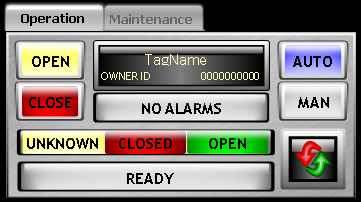 Operation Maintenance
OPEN
TagName
OWNER ID 0000000000
AUTO
CLOSE
NO ALARMS
MAN
UNKNOWN CLOSED OPEN
READY